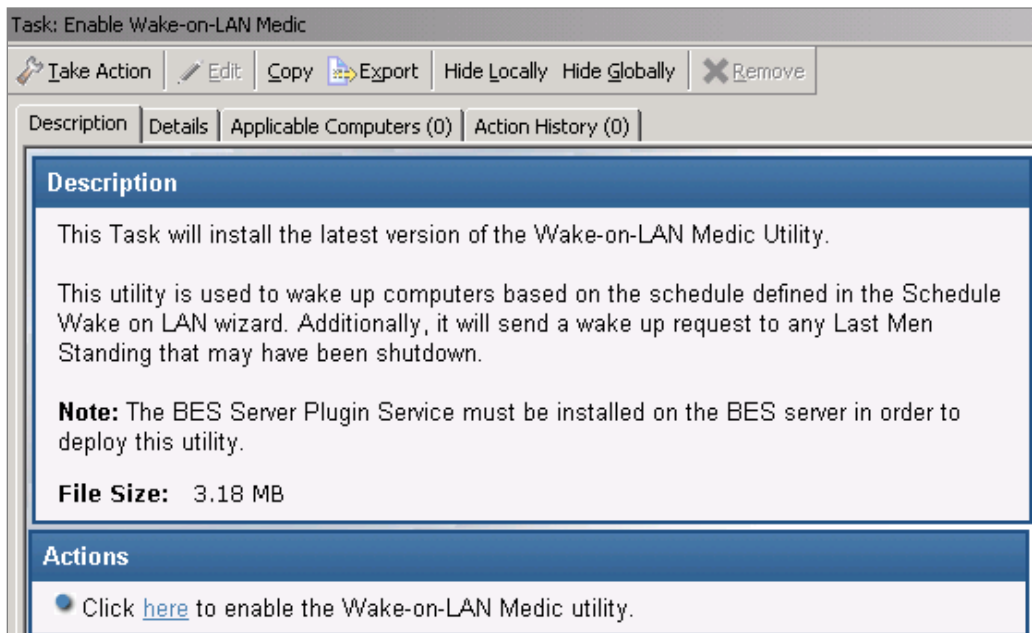 Task: Enable Wake-on-LAN Medic
Take Action Edit Copy Export Hide Locally Hide Globally Remove
Description Details Applicable Computers (0) Action History (0)
Description
This Task will install the latest version of the Wake-on-LAN Medic Utility.
This utility is used to wake up computers based on the schedule defined in the Schedule
Wake on LAN wizard. Additionally, it will send a wake up request to any Last Men
Standing that may have been shutdown.
Note: The BES Server Plugin Service must be installed on the BES server in order to
deploy this utility.
File Size: 3.18 MB
Actions
Click here to enable the Wake-on-LAN Medic utility.